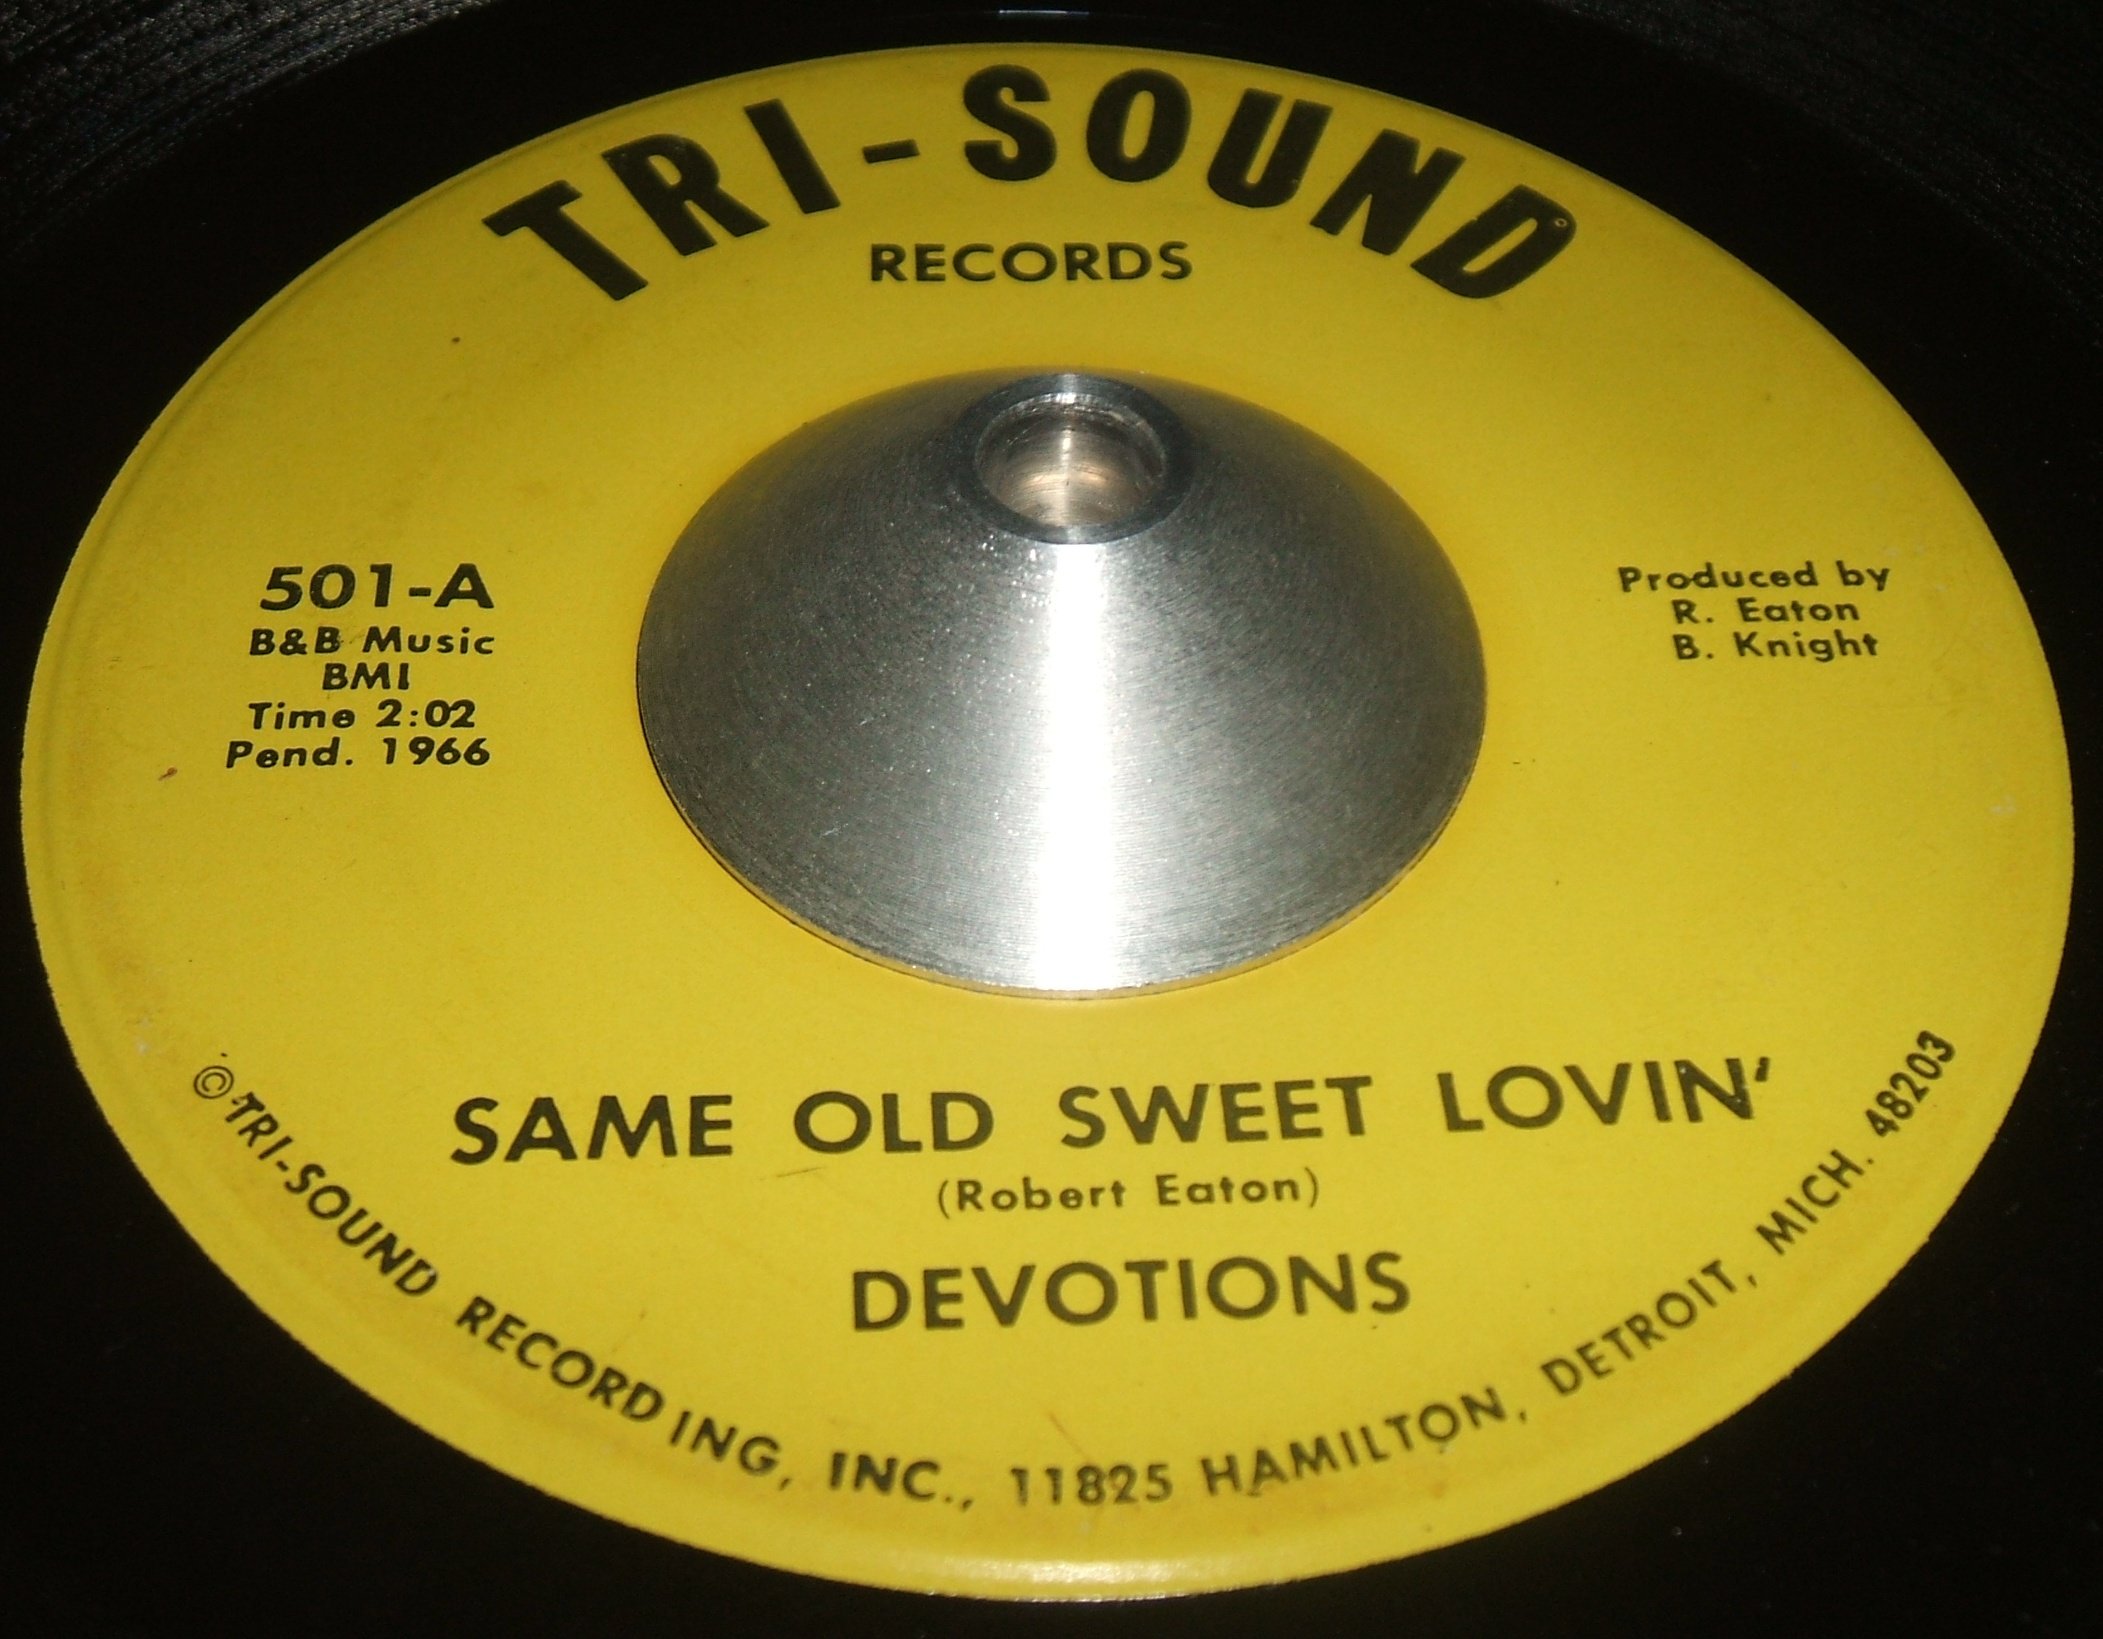 TRI-SOUND
RECORDS
501-A
B&B Music
BMI
Time 2:02
Pend. 1966
Produced by
R. Eaton
B. Knight
SAME OLD SWEET LOVIN'
(Robert Eaton)
DEVOTIONS
© TRI-SOUND RECORDING, INC., 11825 HAMILTON, DETROIT, MICH. 48203